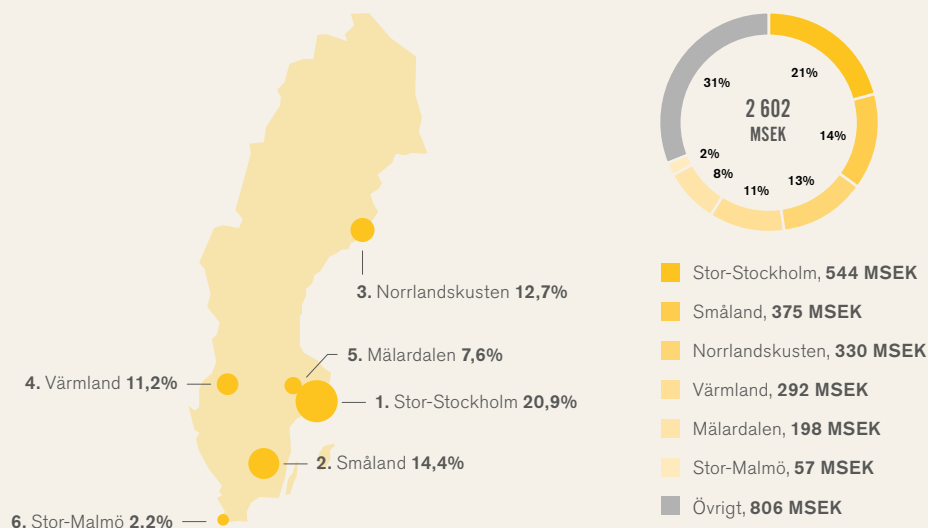 3. Norrlandskusten 12,7%
5. Mälardalen 7,6%
4. Värmland 11,2%
1. Stor-Stockholm 20,9%
2. Småland 14,4%
6. Stor-Malmö 2,2%
31%
21%
2 602
MSEK
14%
2%
8%
13%
11%
Stor-Stockholm, 544 MSEK
Småland, 375 MSEK
Norrlandskusten, 330 MSEK
Värmland, 292 MSEK
Mälardalen, 198 MSEK
Stor-Malmö, 57 MSEK
Övrigt, 806 MSEK